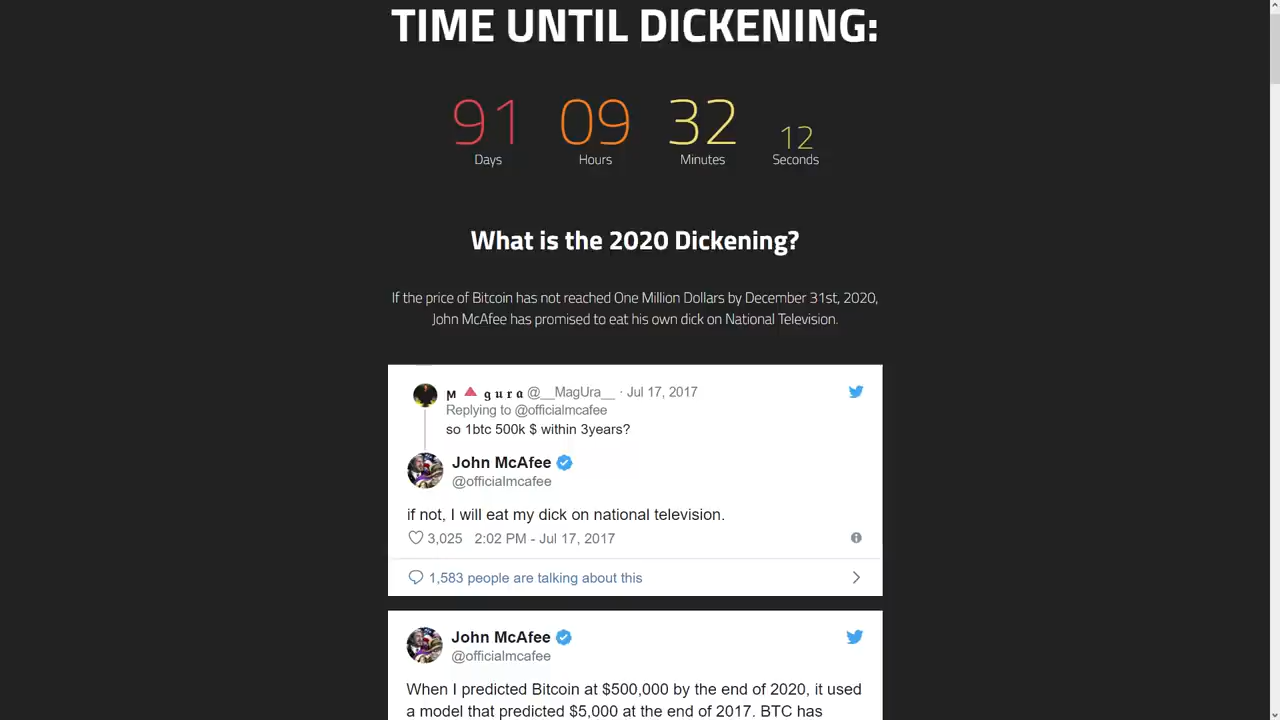 TIME UNTIL DICKENING:
91 09 32 12
Days Hours Minutes Seconds
What is the 2020 Dickening?
If the price of Bitcoin has not reached One Million Dollars by December 31st, 2020,
John McAfee has promised to eat his own dick on National Television.
ϻ 🔺 𝖌 𝖚 𝖗 𝖆 @__MagUra__ · Jul 17, 2017
Replying to @officialmcafee
so 1btc 500k $ within 3years?
John McAfee
@officialmcafee
if not, I will eat my dick on national television.
3,025 2:02 PM - Jul 17, 2017
1,583 people are talking about this
John McAfee
@officialmcafee
When I predicted Bitcoin at $500,000 by the end of 2020, it used
a model that predicted $5,000 at the end of 2017. BTC has